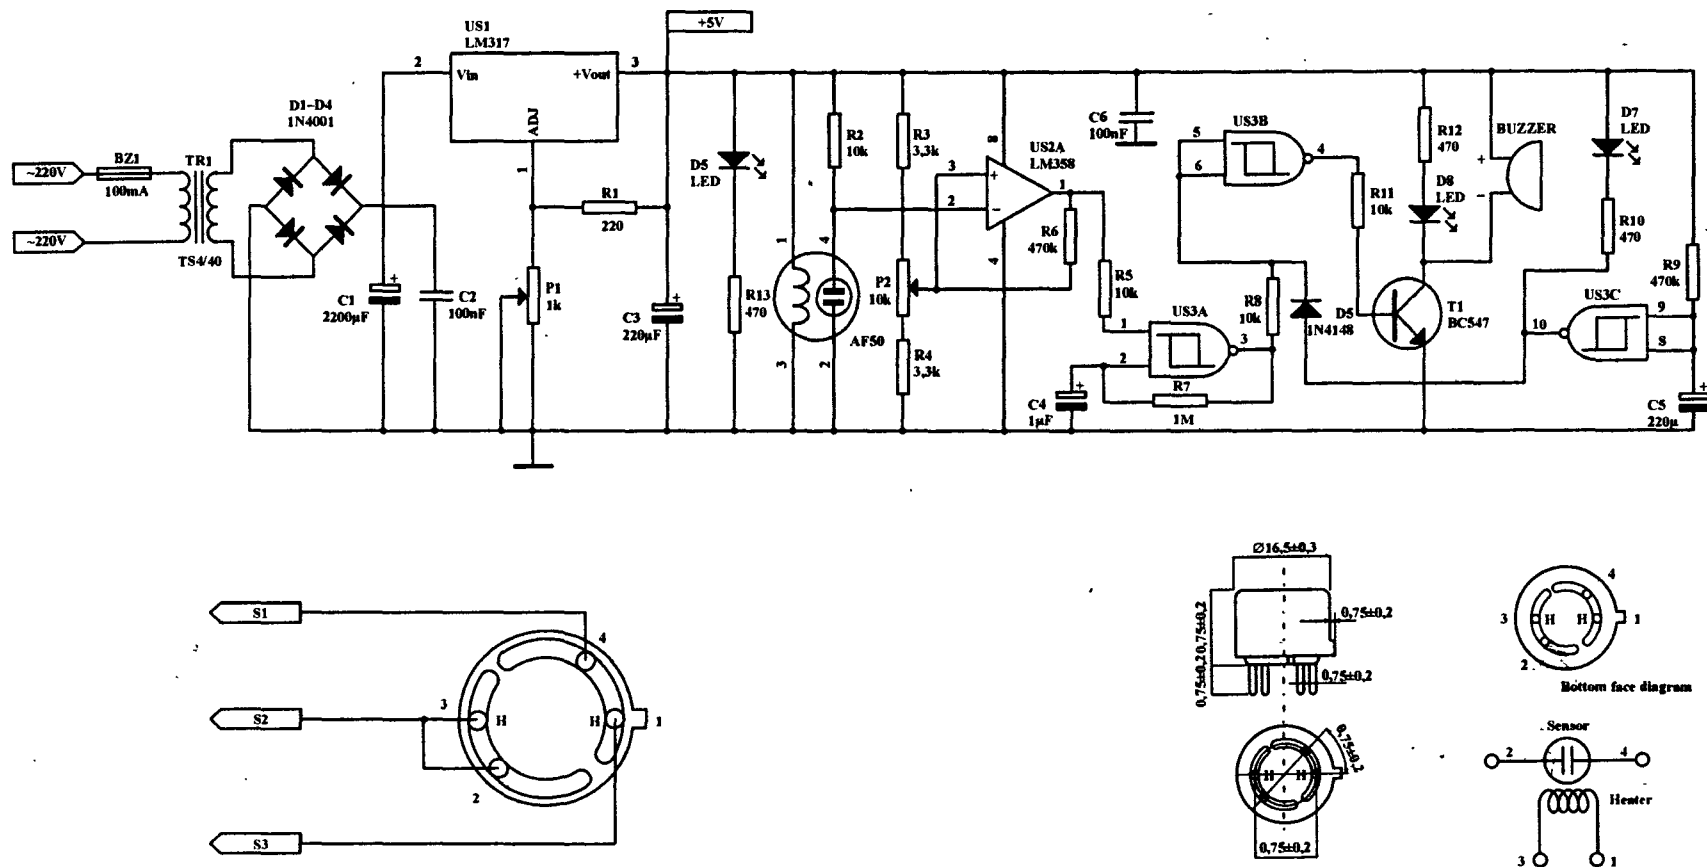 +5V
US1
LM317
2
Vin
+Vout
3
ADJ
1
D1-D4
1N4001
~220V
BZ1
100mA
TR1
~220V
TS4/40
C1
2200µF
+
C2
100nF
P1
1k
R1
220
C3
220µF
+
D5
LED
R13
470
R2
10k
R3
3,3k
1
4
3
2
AF50
P2
10k
R4
3,3k
US2A
LM358
8
3
+
2
−
1
4
R6
470k
R5
10k
C6
100nF
US3B
5
6
4
US3A
1
2
3
C4
1µF
+
R7
1M
R8
10k
D5
1N4148
R11
10k
R12
470
D8
LED
BUZZER
+
−
T1
BC547
D7
LED
R10
470
R9
470k
US3C
10
9
8
C5
220µ
+
S1
S2
S3
4
3
H
H
1
2
Ø16,5±0,3
0,75±0,2
0,75±0,2
0,75±0,2
0,75±0,2
H
H
0,75±0,2
0,75±0,2
4
3
H
H
1
2
Bottom face diagram
Sensor
2
4
Heater
3
1